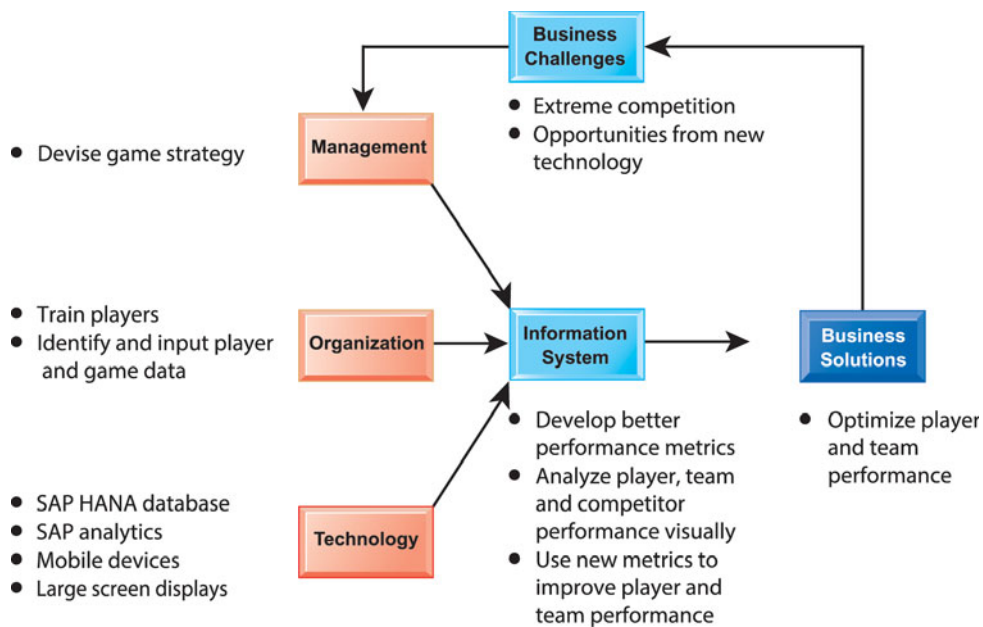 Business
Challenges
● Extreme competition
● Opportunities from new
technology
Management
● Devise game strategy
● Train players
● Identify and input player
and game data
Organization
Information
System
Business
Solutions
● Develop better
performance metrics
● Analyze player, team
and competitor
performance visually
● Use new metrics to
improve player and
team performance
● Optimize player
and team
performance
● SAP HANA database
● SAP analytics
● Mobile devices
● Large screen displays
Technology